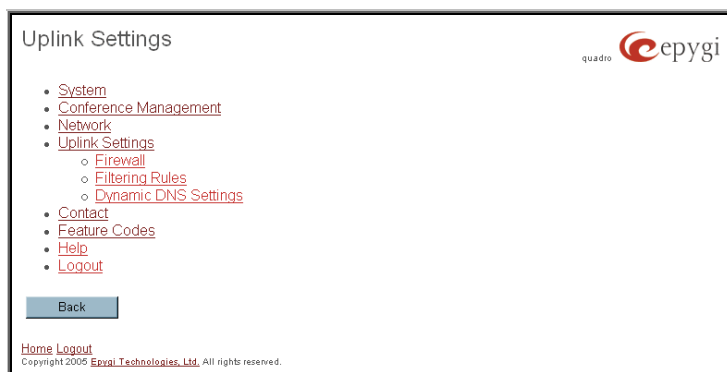 Uplink Settings
quadro epygi
System
Conference Management
Network
Uplink Settings
Firewall
Filtering Rules
Dynamic DNS Settings
Contact
Feature Codes
Help
Logout
Back
Home Logout
Copyright 2005 Epygi Technologies, Ltd. All rights reserved.